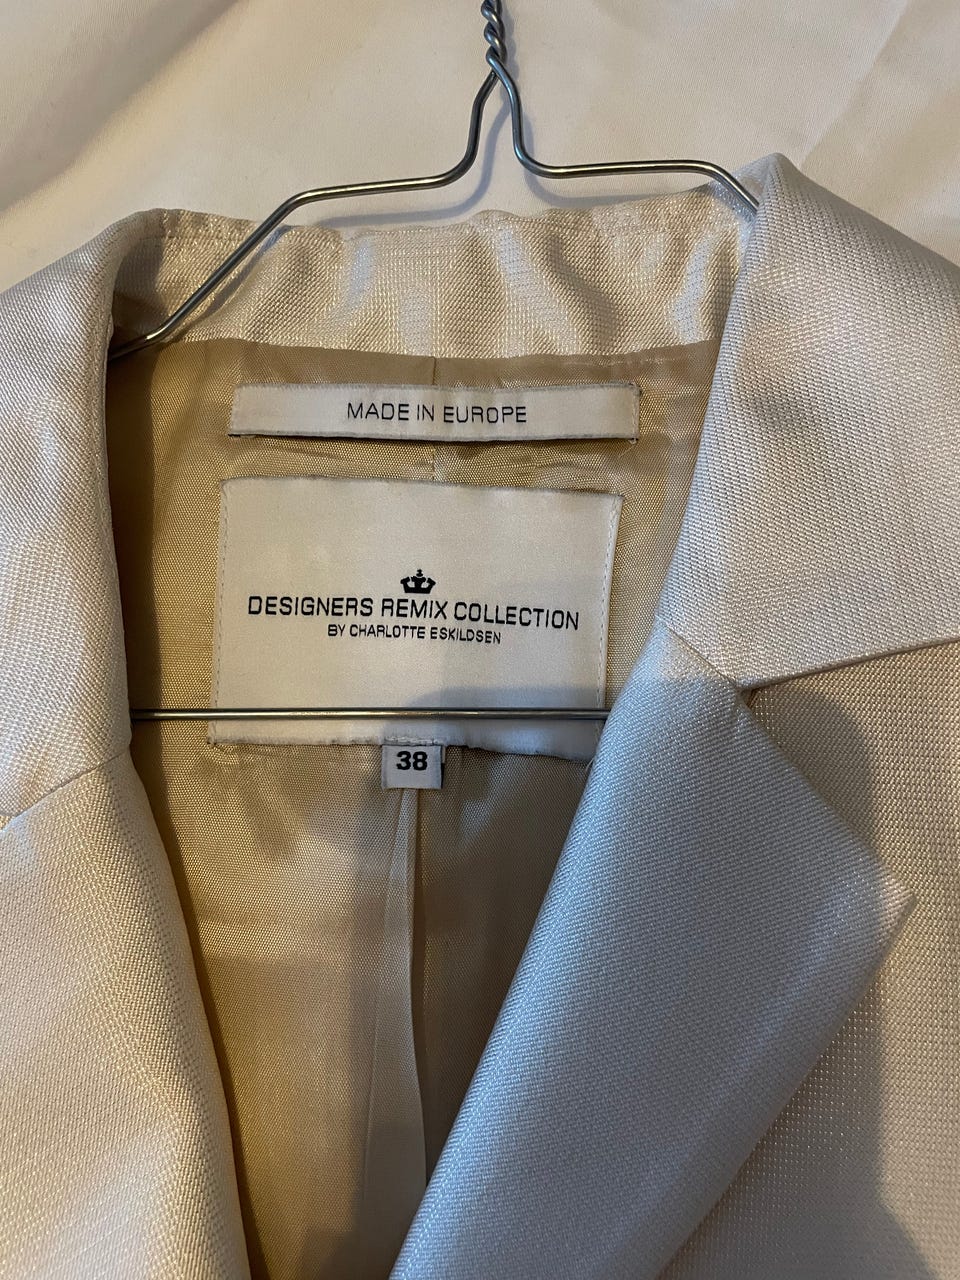 MADE IN EUROPE
DESIGNERS REMIX COLLECTION
BY CHARLOTTE ESKILDSEN
38